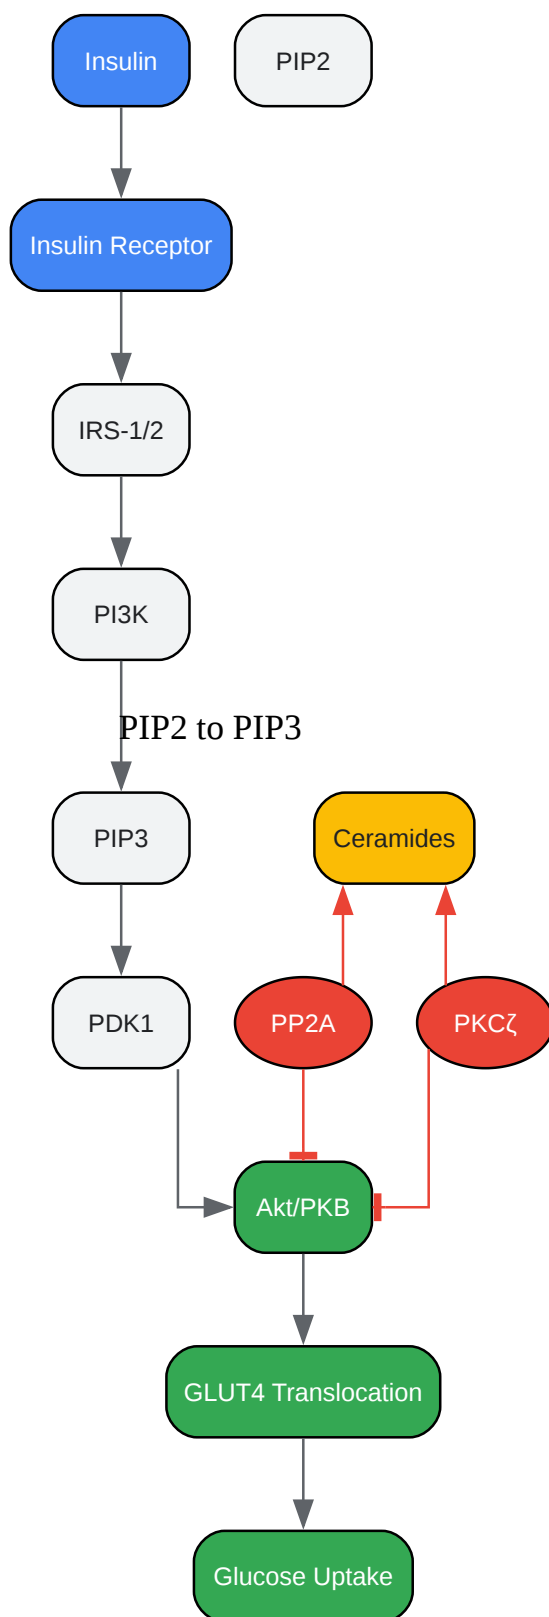 Insulin
PIP2
Insulin Receptor
IRS-1/2
PI3K
PIP2 to PIP3
PIP3
Ceramides
PDK1
PP2A
PKCζ
Akt/PKB
GLUT4 Translocation
Glucose Uptake